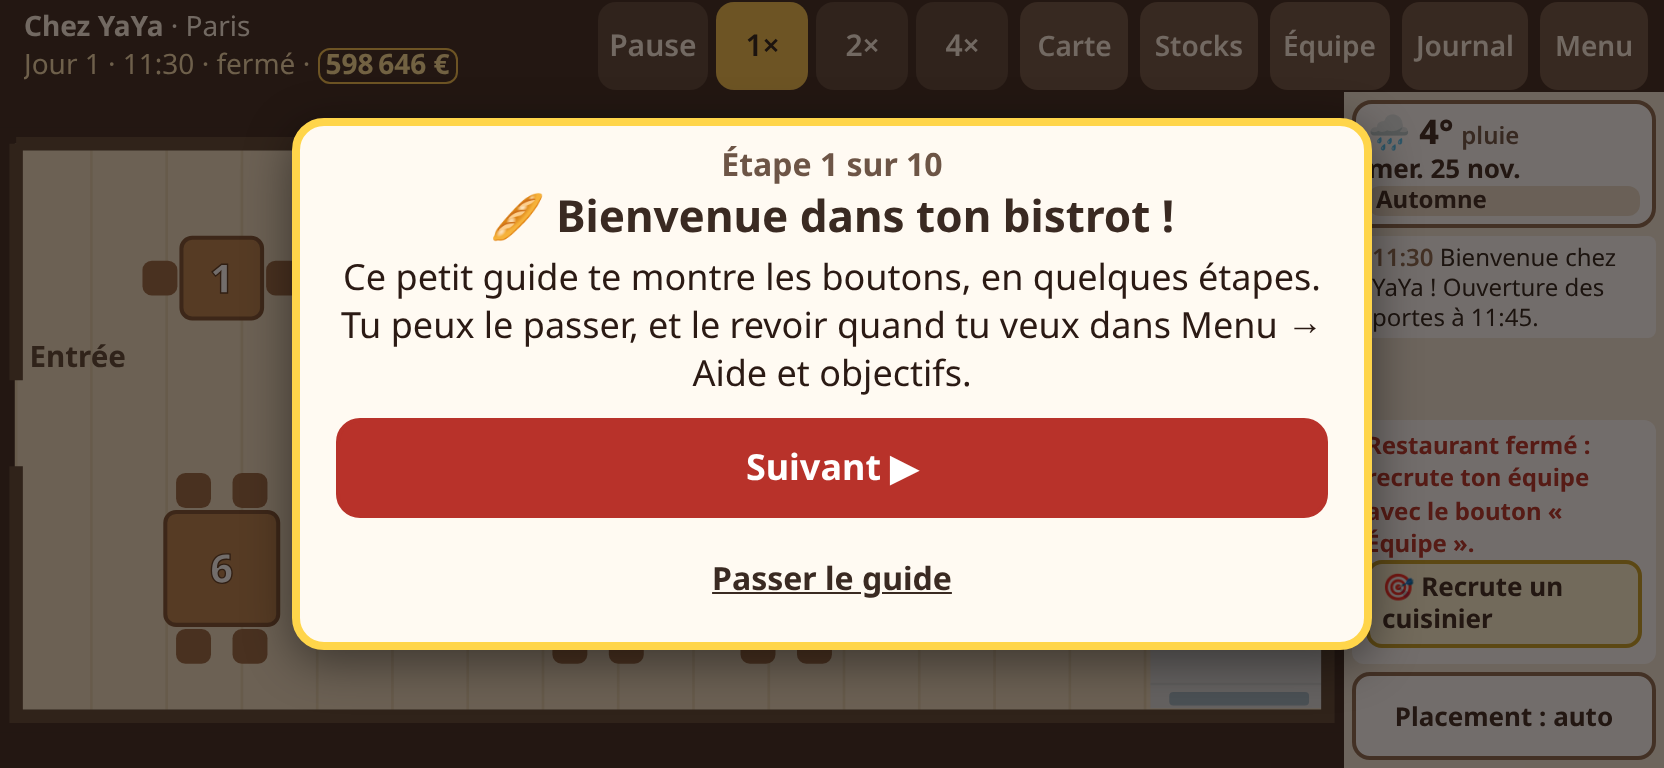 Chez YaYa · Paris
Jour 1 · 11:30 · fermé · 598 646 €
Pause
1×
2×
4×
Carte
Stocks
Équipe
Journal
Menu
Étape 1 sur 10
🥖 Bienvenue dans ton bistrot !
Ce petit guide te montre les boutons, en quelques étapes.
Tu peux le passer, et le revoir quand tu veux dans Menu →
Aide et objectifs.
Suivant ▶
Passer le guide
1
Entrée
6
🌧️ 4° pluie
mer. 25 nov.
Automne
11:30 Bienvenue chez
YaYa ! Ouverture des
portes à 11:45.
Restaurant fermé :
recrute ton équipe
avec le bouton «
Équipe ».
🎯 Recrute un
cuisinier
Placement : auto